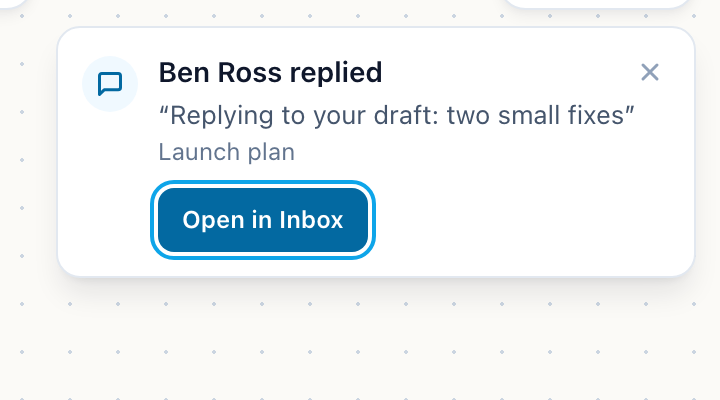 Ben Ross replied
“Replying to your draft: two small fixes”
Launch plan
Open in Inbox